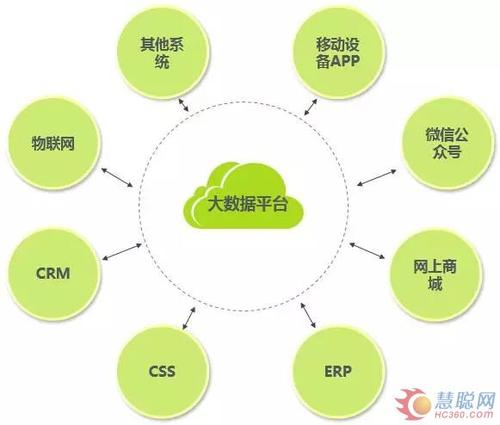 其他系
统
移动设
备APP
物联网
微信公
众号
大数据平台
CRM
网上商
城
CSS
ERP
慧聪网
HC360.com